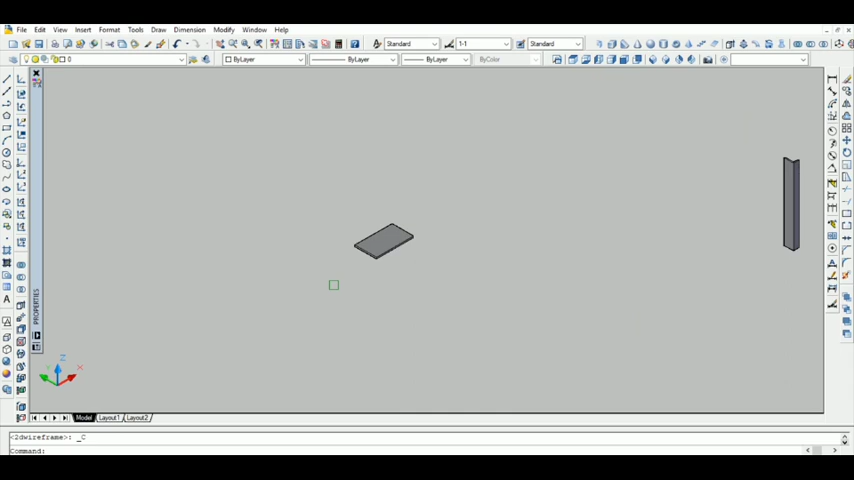 File Edit View Insert Format Tools Draw Dimension Modify Window Help
Standard 1-1 Standard
0 ByLayer ByLayer ByLayer ByColor
PROPERTIES
Z
X
Model Layout1 Layout2
<2dwireframe>: _C
Command: